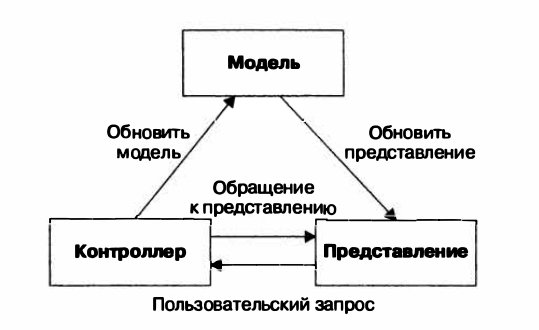 Модель
Обновить
модель
Обновить
представление
Обращение
к представлению
Контроллер
Представление
Пользовательский запрос